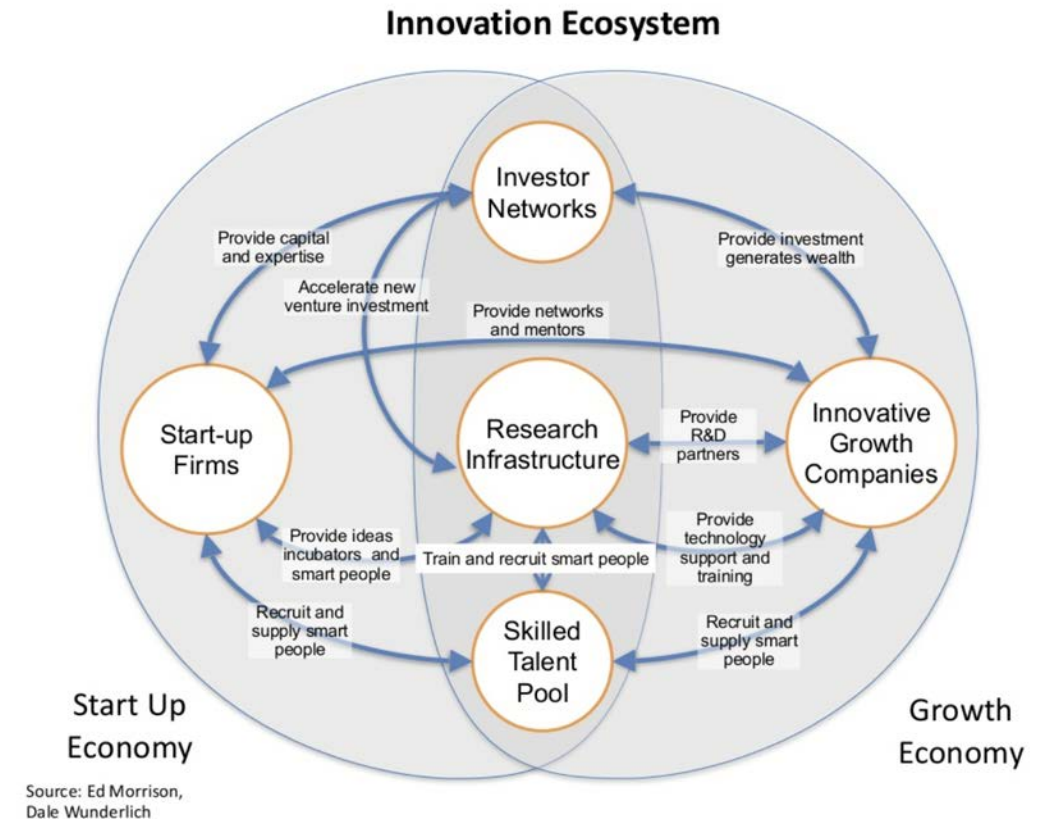 Innovation Ecosystem
Investor
Networks
Provide capital
and expertise
Provide investment
generates wealth
Accelerate new
venture investment
Provide networks
and mentors
Start-up
Firms
Research
Infrastructure
Provide
R&D
partners
Innovative
Growth
Companies
Provide ideas
incubators and
smart people
Train and recruit smart people
Provide
technology
support and
training
Recruit and
supply smart
people
Skilled
Talent
Pool
Recruit and
supply smart
people
Start Up
Economy
Growth
Economy
Source: Ed Morrison,
Dale Wunderlich